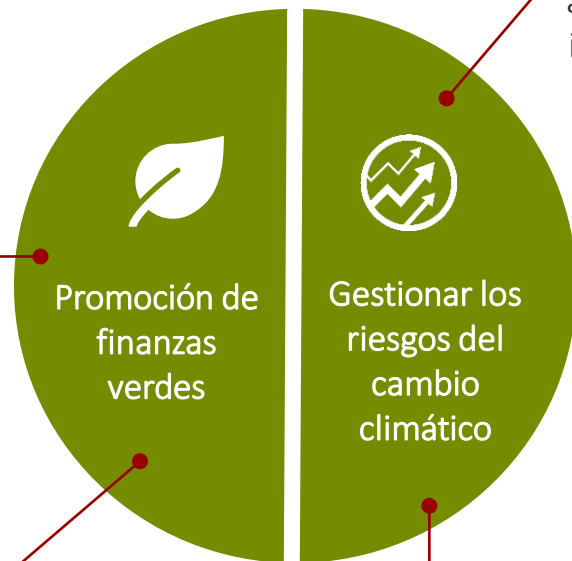 Promoción de
finanzas
verdes
Gestionar los
riesgos del
cambio
climático